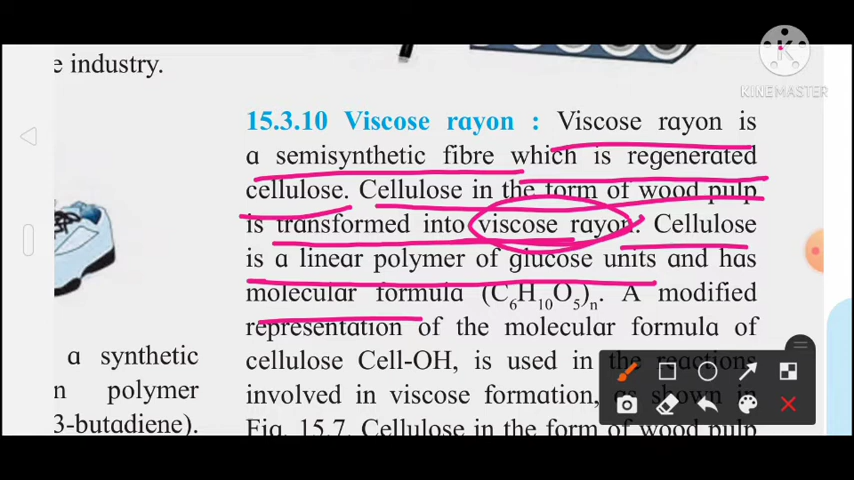 KINEMASTER
e industry.
15.3.10 Viscose rayon : Viscose rayon is
a semisynthetic fibre which is regenerated
cellulose. Cellulose in the form of wood pulp
is transformed into viscose rayon. Cellulose
is a linear polymer of glucose units and has
molecular formula (C6H10O5)n. A modified
representation of the molecular formula of
cellulose Cell-OH, is used in the reactions
involved in viscose formation, as shown in
Fig. 15.7. Cellulose in the form of wood pulp
a synthetic
n polymer
3-butadiene).